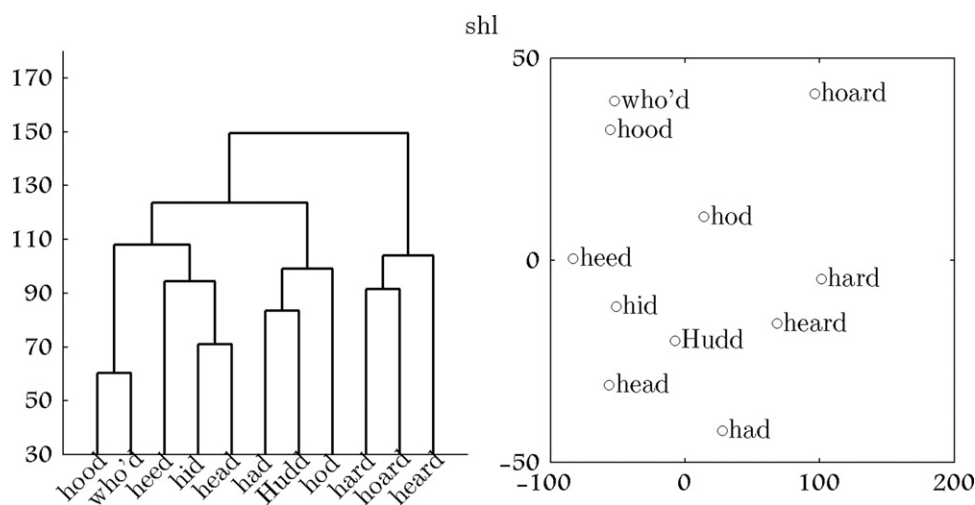 shl
170
150
130
110
90
70
50
30
hood who'd heed hid head had Hudd hod hard hoard heard
50
who'd
hoard
hood
hod
0
heed
hard
hid
heard
Hudd
head
had
-50
-100 0 100 200